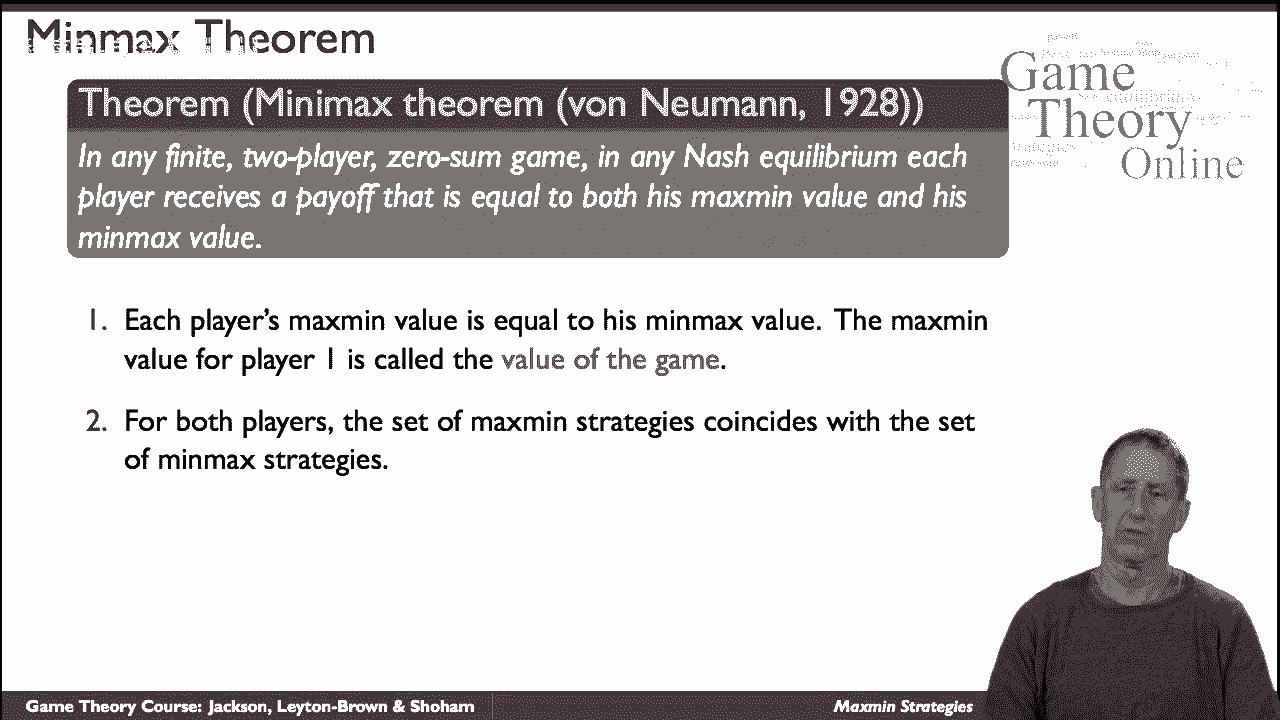 Minmax Theorem
Game
Theory
Online
Theorem (Minimax theorem (von Neumann, 1928))
In any finite, two-player, zero-sum game, in any Nash equilibrium each
player receives a payoff that is equal to both his maxmin value and his
minmax value.
1. Each player's maxmin value is equal to his minmax value. The maxmin
value for player 1 is called the value of the game.
2. For both players, the set of maxmin strategies coincides with the set
of minmax strategies.
Game Theory Course: Jackson, Leyton-Brown & Shoham
Maxmin Strategies